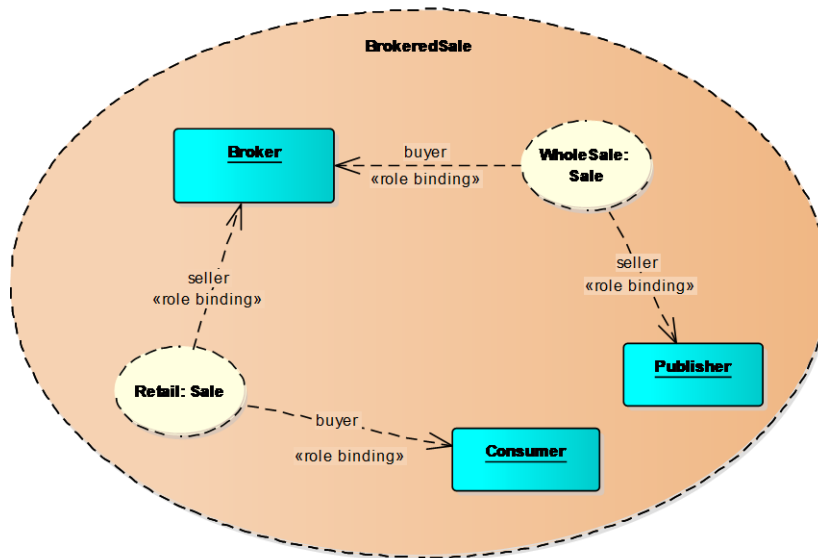 BrokeredSale
Broker
buyer
«role binding»
WholeSale:
Sale
seller
«role binding»
seller
«role binding»
Publisher
Retail: Sale
buyer
«role binding»
Consumer